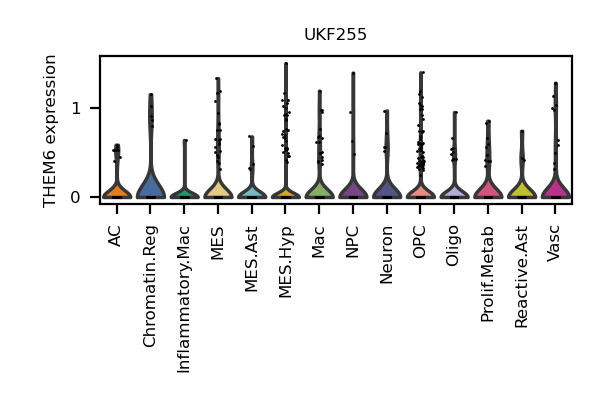 UKF255
THEM6 expression
1
0
AC
Chromatin.Reg
Inflammatory.Mac
MES
MES.Ast
MES.Hyp
Mac
NPC
Neuron
OPC
Oligo
Prolif.Metab
Reactive.Ast
Vasc